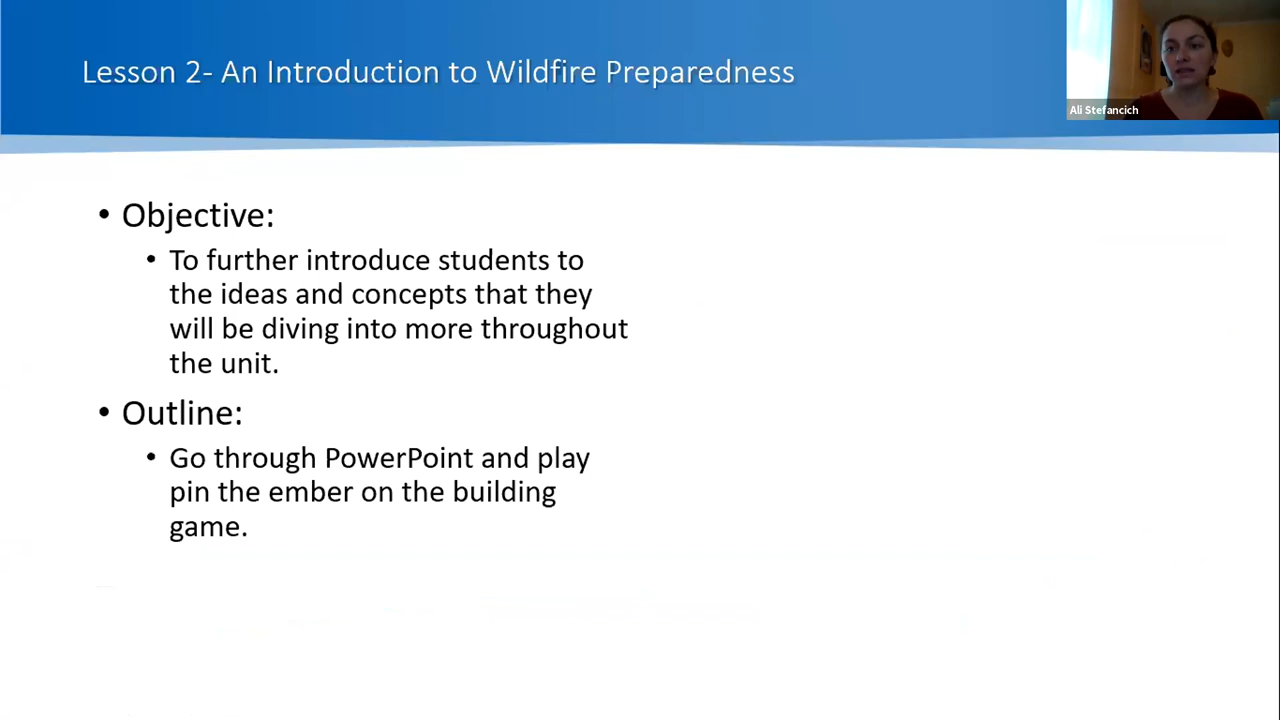 Lesson 2- An Introduction to Wildfire Preparedness
Ali Stefancich
• Objective:
• To further introduce students to
the ideas and concepts that they
will be diving into more throughout
the unit.
• Outline:
• Go through PowerPoint and play
pin the ember on the building
game.